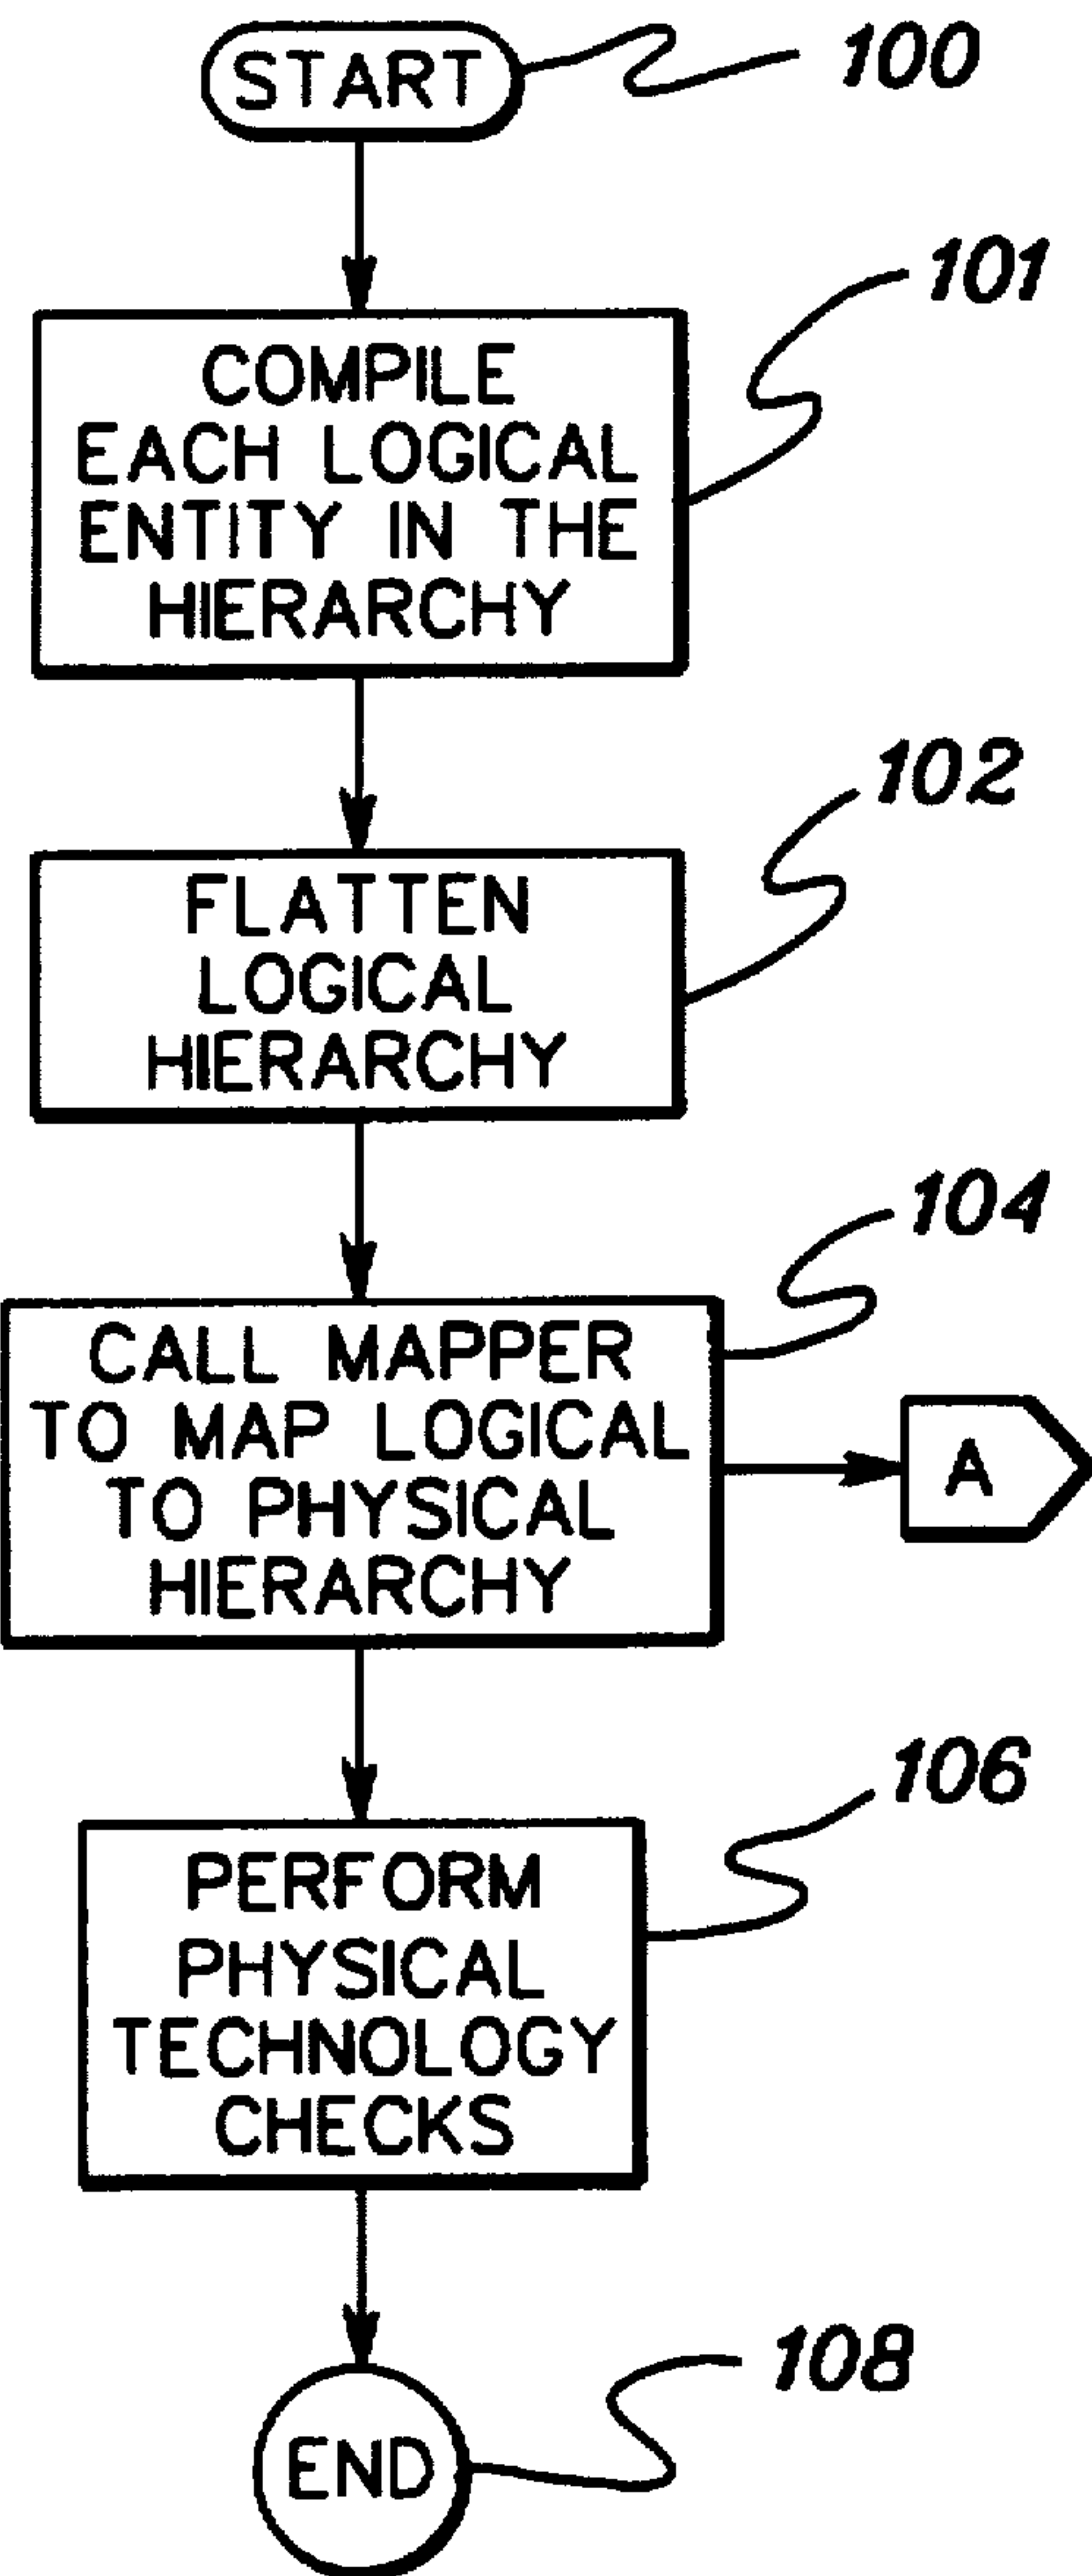 START
100
101
COMPILE
EACH LOGICAL
ENTITY IN THE
HIERARCHY
102
FLATTEN
LOGICAL
HIERARCHY
104
CALL MAPPER
TO MAP LOGICAL
TO PHYSICAL
HIERARCHY
A
106
PERFORM
PHYSICAL
TECHNOLOGY
CHECKS
108
END